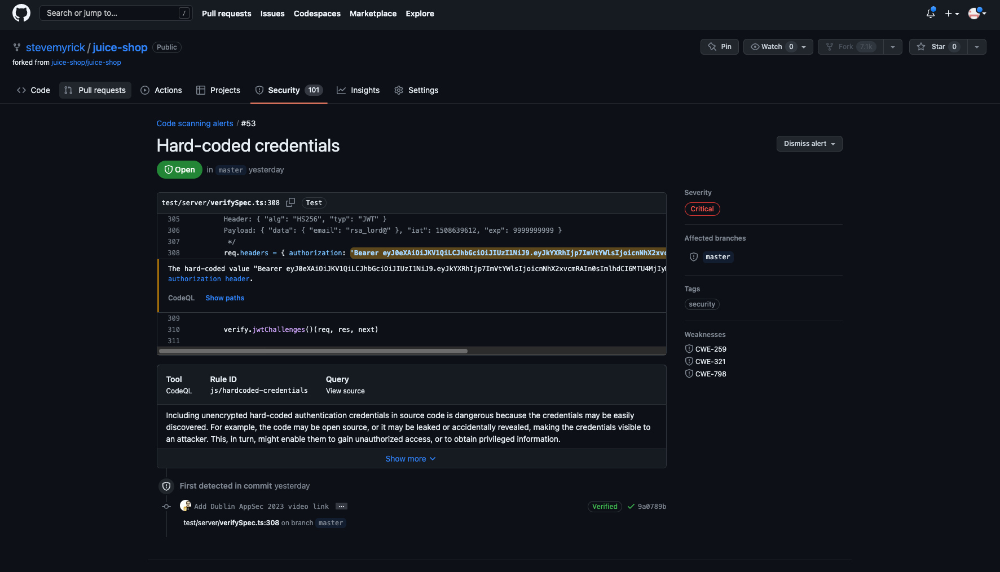 Search or jump to... /
Pull requests Issues Codespaces Marketplace Explore
stevemyrick / juice-shop Public
forked from juice-shop/juice-shop
Pin Watch 0 Fork 7.1k Star 0
Code Pull requests Actions Projects Security 101 Insights Settings
Code scanning alerts / #53
Hard-coded credentials
Dismiss alert
Open in master yesterday
test/server/verifySpec.ts:308 Test
305 Header: { "alg": "HS256", "typ": "JWT" }
306 Payload: { "data": { "email": "rsa_lord@" }, "iat": 1508639612, "exp": 9999999999 }
307 */
308 req.headers = { authorization: 'Bearer eyJ0eXAiOiJKV1QiLCJhbGciOiJIUzI1NiJ9.eyJkYXRhIjp7ImVtYWlsIjoicnNhX2xvc
The hard-coded value "Bearer eyJ0eXAiOiJKV1QiLCJhbGciOiJIUzI1NiJ9.eyJkYXRhIjp7ImVtYWlsIjoicnNhX2xvcmRAIn0sImlhdCI6MTU4MjIy
authorization header.
CodeQL Show paths
309
310 verify.jwtChallenges()(req, res, next)
311
Tool Rule ID Query
CodeQL js/hardcoded-credentials View source
Including unencrypted hard-coded authentication credentials in source code is dangerous because the credentials may be easily
discovered. For example, the code may be open source, or it may be leaked or accidentally revealed, making the credentials visible to
an attacker. This, in turn, might enable them to gain unauthorized access, or to obtain privileged information.
Show more
First detected in commit yesterday
Add Dublin AppSec 2023 video link ... Verified 9a0789b
test/server/verifySpec.ts:308 on branch master
Severity
Critical
Affected branches
master
Tags
security
Weaknesses
CWE-259
CWE-321
CWE-798